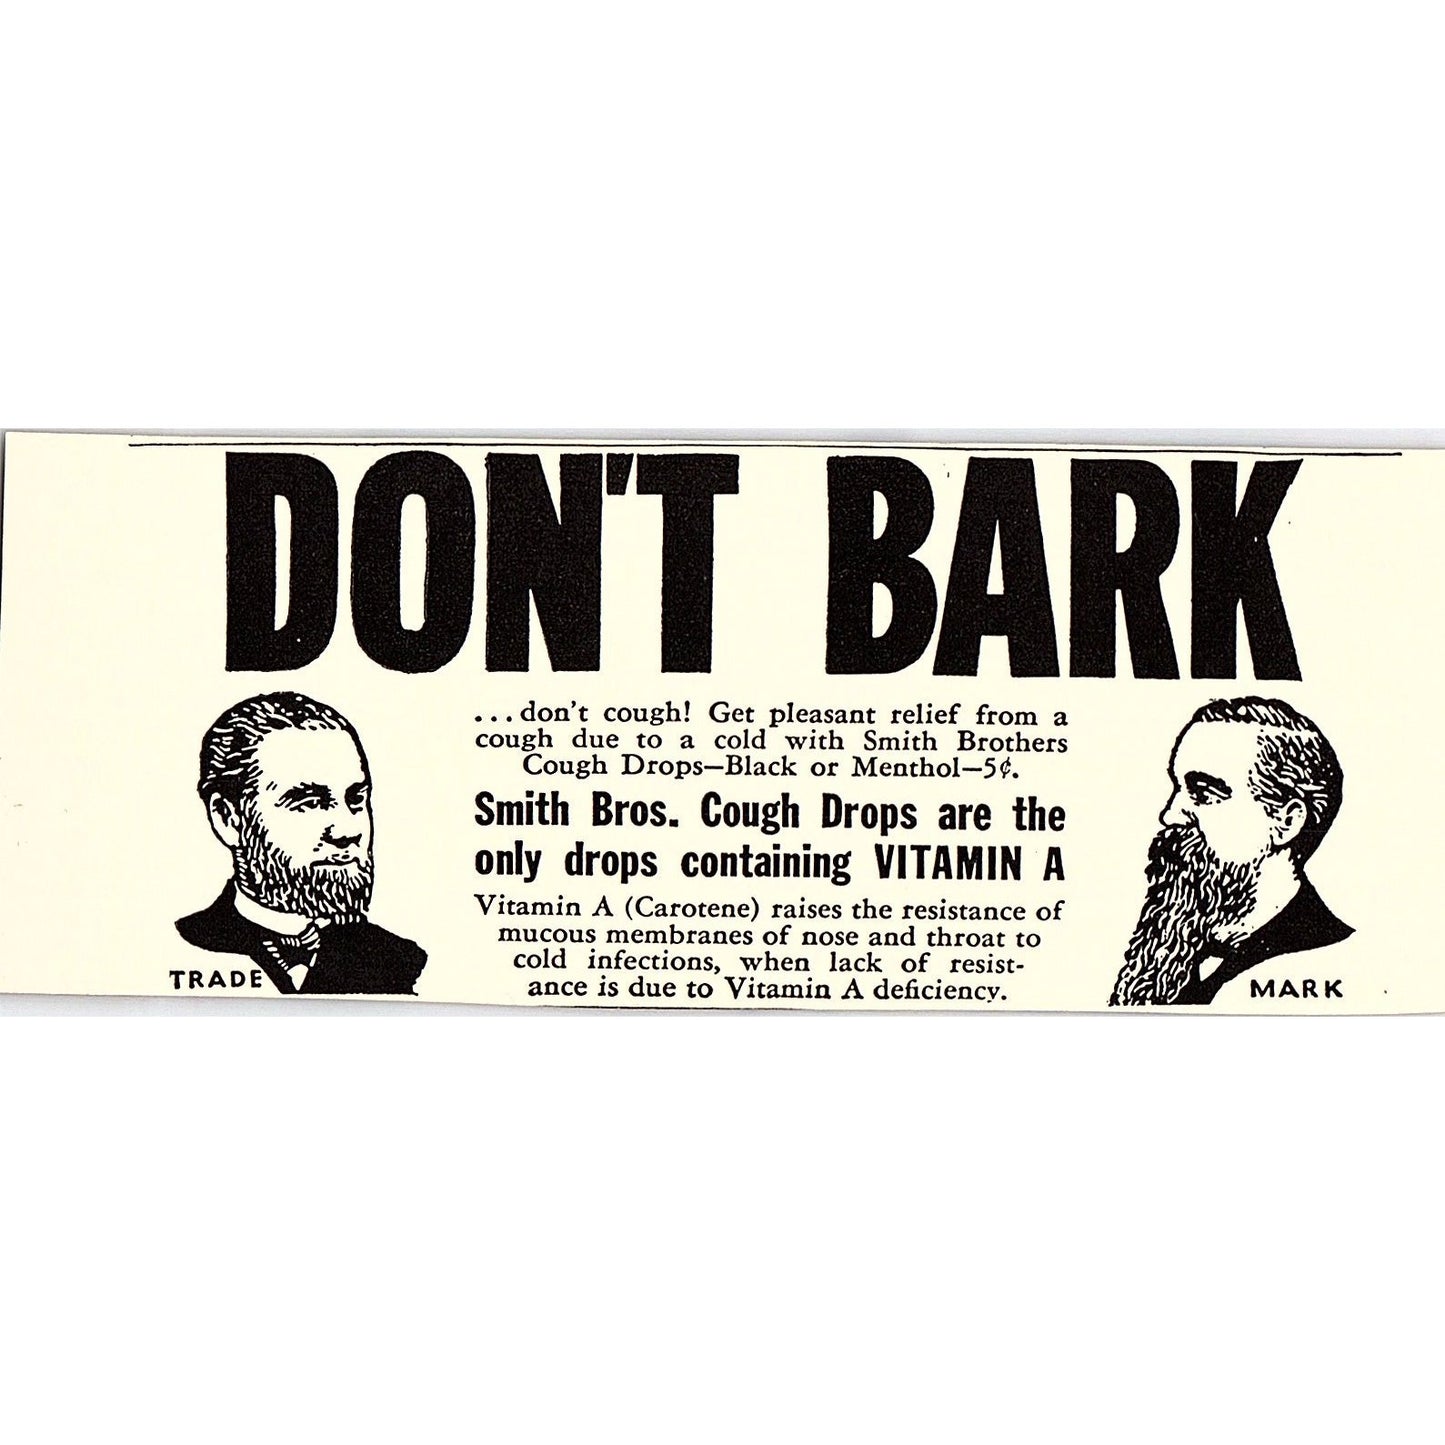 DON'T BARK
...don't cough! Get pleasant relief from a
cough due to a cold with Smith Brothers
Cough Drops—Black or Menthol—5¢.
Smith Bros. Cough Drops are the
only drops containing VITAMIN A
Vitamin A (Carotene) raises the resistance of
mucous membranes of nose and throat to
cold infections, when lack of resist-
ance is due to Vitamin A deficiency.
TRADE
MARK